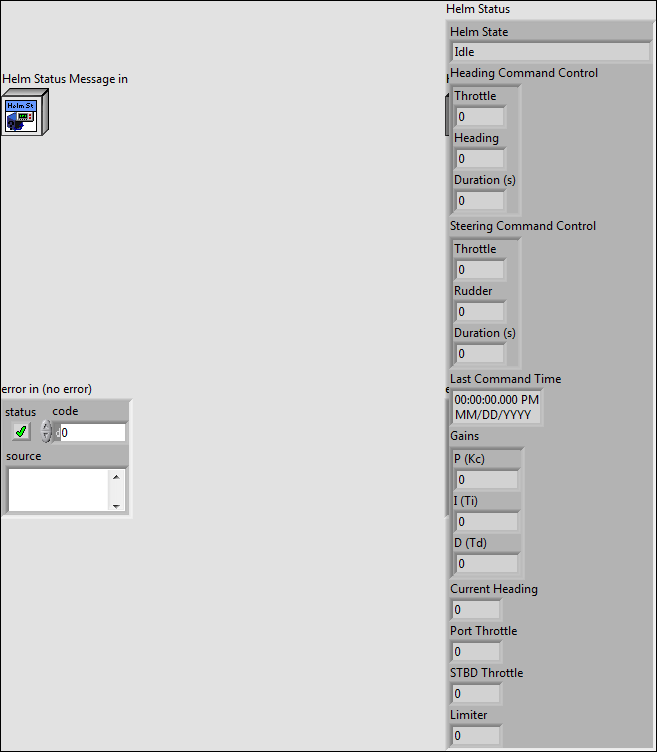 Helm Status
Helm State
Idle
Helm Status Message in
Helm St
Heading Command Control
Throttle
0
Heading
0
Duration (s)
0
Steering Command Control
Throttle
0
Rudder
0
Duration (s)
0
error in (no error)
status
code
0
source
Last Command Time
00:00:00.000 PM
MM/DD/YYYY
Gains
P (Kc)
0
I (Ti)
0
D (Td)
0
Current Heading
0
Port Throttle
0
STBD Throttle
0
Limiter
0